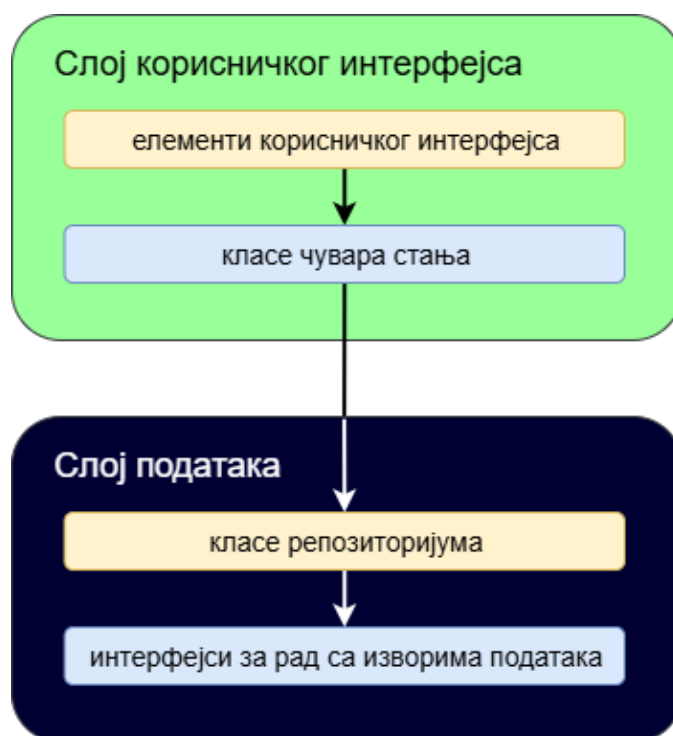 Слој корисничког интерфејса
елементи корисничког интерфејса
класе чувара стања
Слој података
класе репозиторијума
интерфејси за рад са изворима података